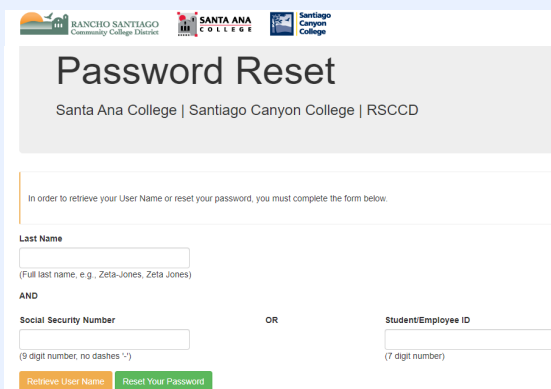 RANCHO SANTIAGO
Community College District
SANTA ANA
COLLEGE
Santiago
Canyon
College
Password Reset
Santa Ana College | Santiago Canyon College | RSCCD
In order to retrieve your User Name or reset your password, you must complete the form below.
Last Name
(Full last name, e.g., Zeta-Jones, Zeta Jones)
AND
Social Security Number OR Student/Employee ID
(9 digit number, no dashes '-') (7 digit number)
Retrieve User Name Reset Your Password